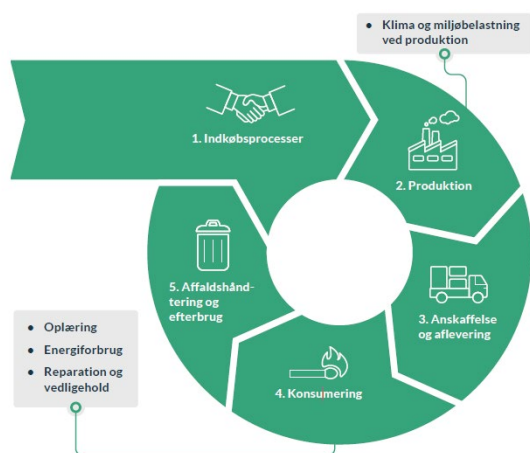 • Klima og miljøbelastning
ved produktion
1. Indkøbsprocesser
2. Produktion
3. Anskaffelse
og aflevering
4. Konsumering
5. Affaldshånd-
tering og
efterbrug
• Oplæring
• Energiforbrug
• Reparation og
vedligehold